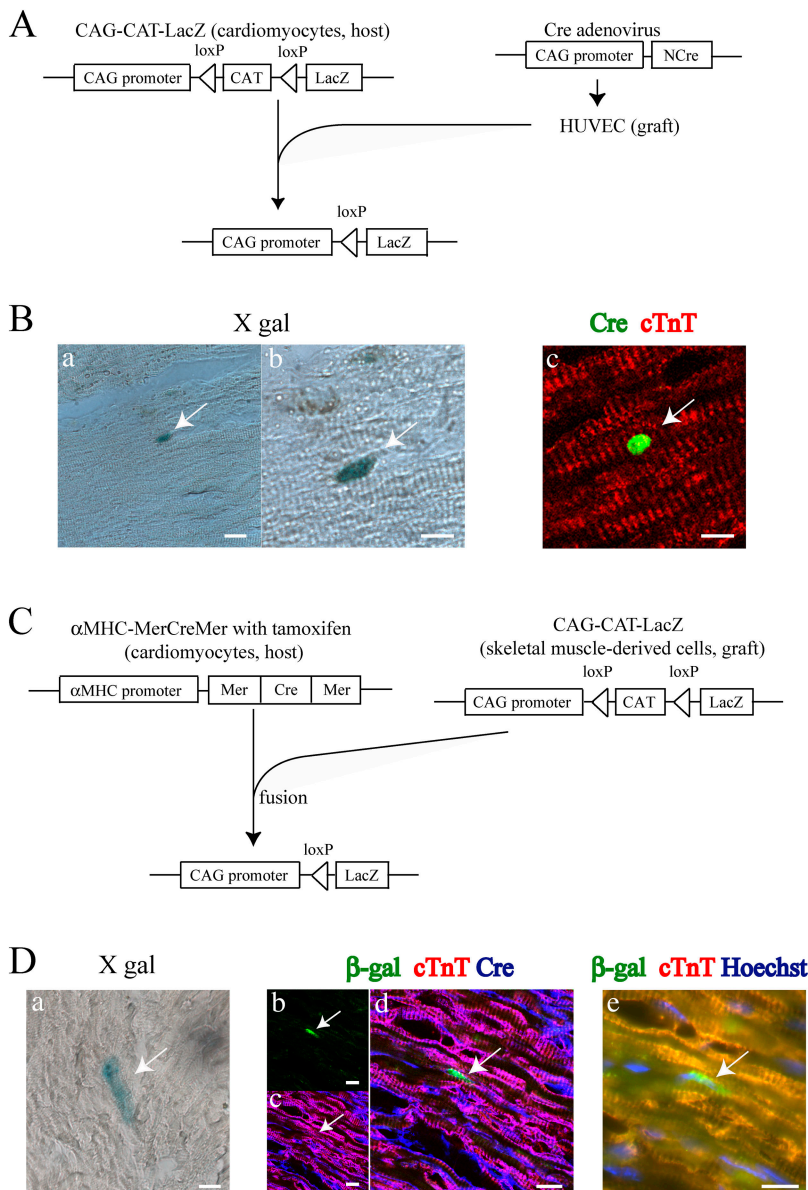 A
CAG-CAT-LacZ (cardiomyocytes, host)
loxP loxP
CAG promoter CAT LacZ
Cre adenovirus
CAG promoter NCre
HUVEC (graft)
loxP
CAG promoter LacZ
B
X gal
Cre cTnT
a
b
c
C
αMHC-MerCreMer with tamoxifen
(cardiomyocytes, host)
αMHC promoter Mer Cre Mer
CAG-CAT-LacZ
(skeletal muscle-derived cells, graft)
loxP loxP
CAG promoter CAT LacZ
fusion
loxP
CAG promoter LacZ
D
X gal
β-gal cTnT Cre
β-gal cTnT Hoechst
a
b
c
d
e